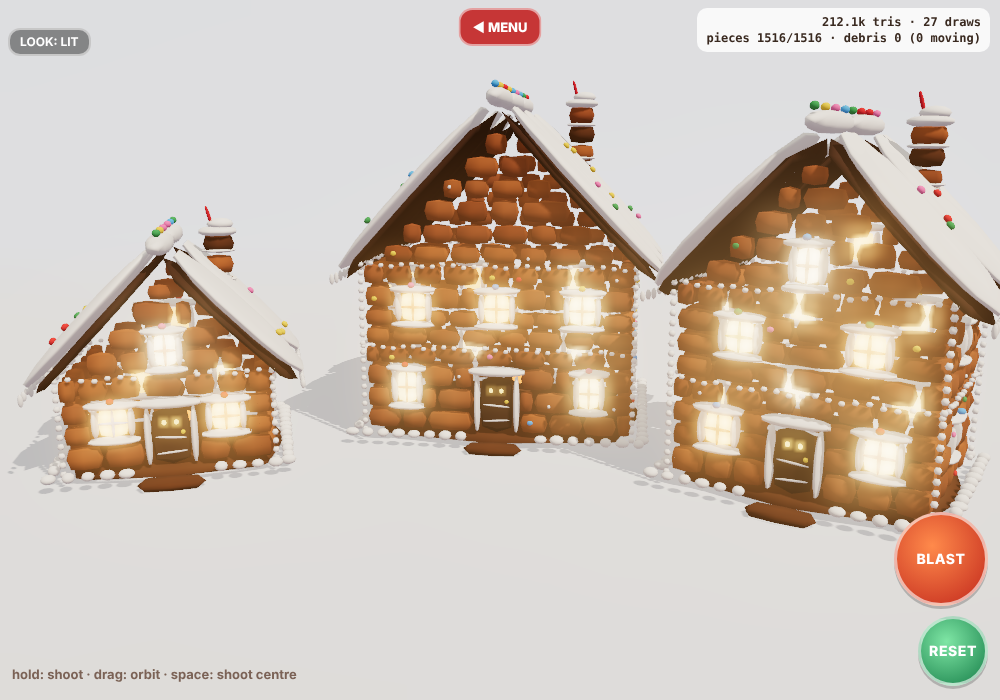 LOOK: LIT
◀ MENU
212.1k tris · 27 draws
pieces 1516/1516 · debris 0 (0 moving)
BLAST
RESET
hold: shoot · drag: orbit · space: shoot centre